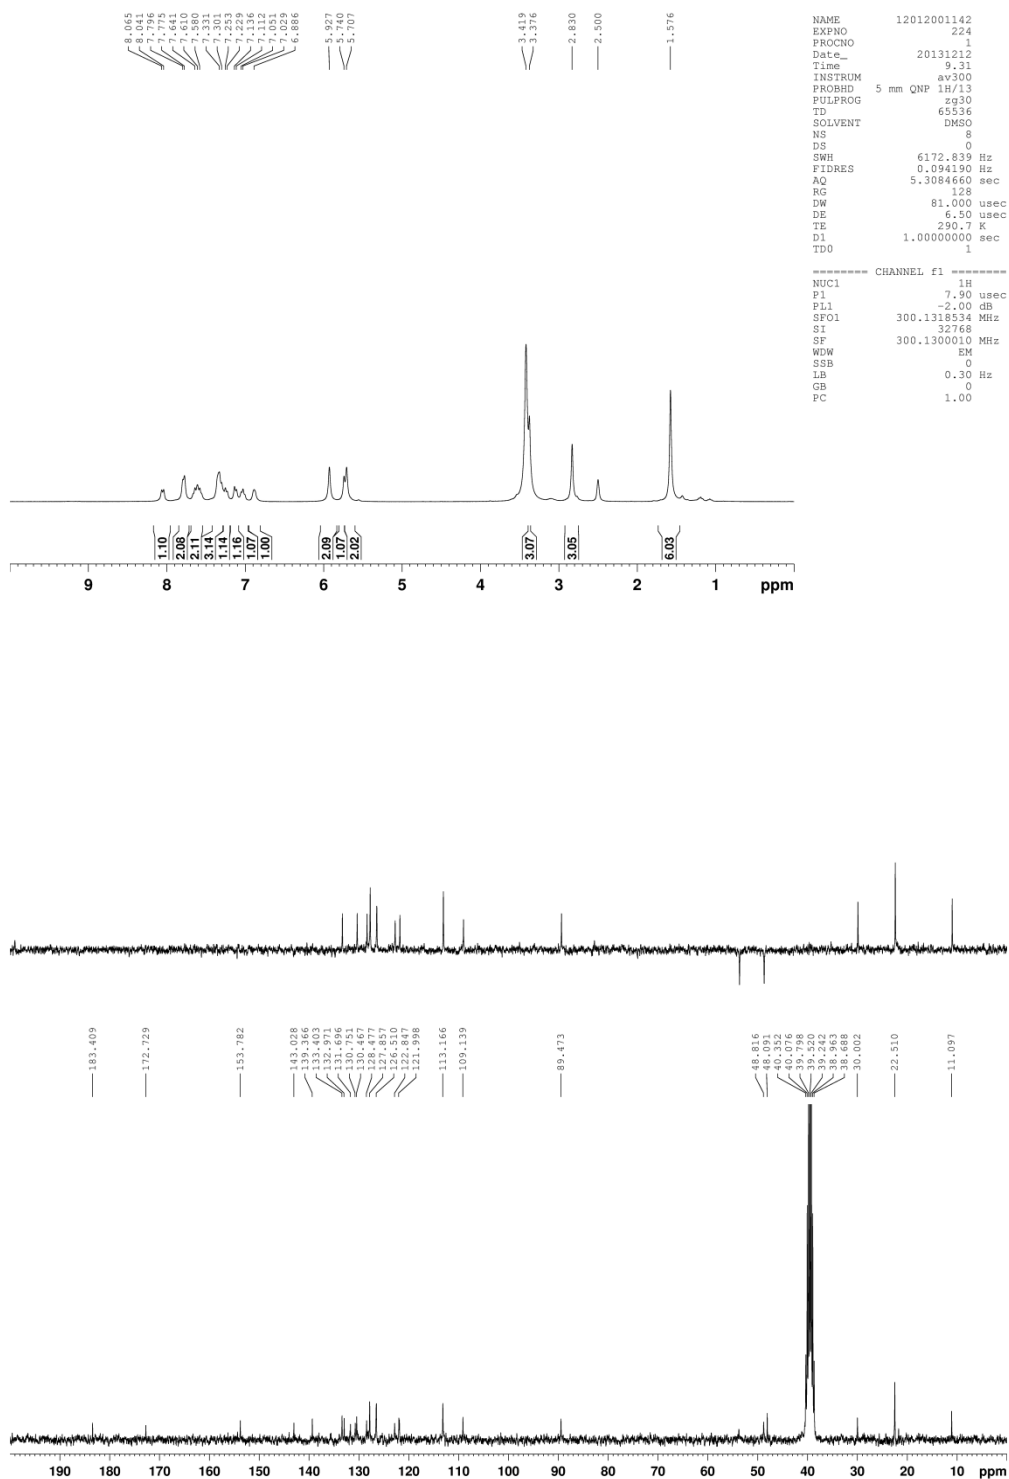 8.065
8.041
7.796
7.775
7.641
7.610
7.580
7.331
7.301
7.253
7.229
7.136
7.112
7.051
7.029
6.886
5.927
5.740
5.707
3.419
3.376
2.830
2.500
1.576
NAME 12012001142
EXPNO 224
PROCNO 1
Date_ 20131212
Time 9.31
INSTRUM av300
PROBHD 5 mm QNP 1H/13
PULPROG zg30
TD 65536
SOLVENT DMSO
NS 8
DS 0
SWH 6172.839 Hz
FIDRES 0.094190 Hz
AQ 5.3084660 sec
RG 128
DW 81.000 usec
DE 6.50 usec
TE 290.7 K
D1 1.00000000 sec
TD0 1
======== CHANNEL f1 ========
NUC1 1H
P1 7.90 usec
PL1 -2.00 dB
SFO1 300.1318534 MHz
SI 32768
SF 300.1300010 MHz
WDW EM
SSB 0
LB 0.30 Hz
GB 0
PC 1.00
1.10
2.08
2.11
3.14
1.14
1.16
1.07
1.00
2.09
1.07
2.02
3.07
3.05
6.03
9 8 7 6 5 4 3 2 1 ppm
183.409
172.729
153.782
143.028
139.366
133.403
132.971
131.696
130.751
130.467
128.477
127.857
126.510
122.847
121.998
113.166
109.139
89.473
48.816
48.091
40.352
40.076
39.798
39.520
39.242
38.963
38.688
30.002
22.510
11.097
190 180 170 160 150 140 130 120 110 100 90 80 70 60 50 40 30 20 10 ppm